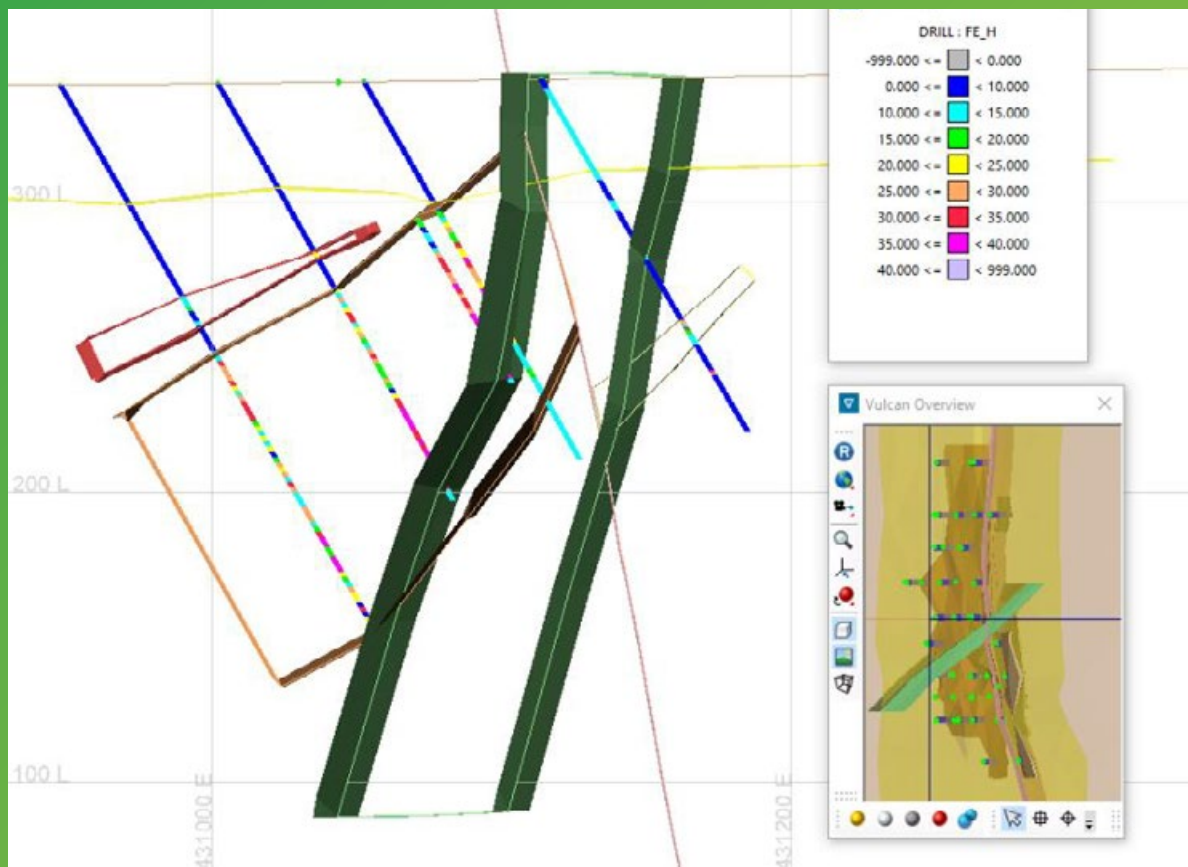 DRILL : FE_H
-999.000 <= < 0.000
0.000 <= < 10.000
10.000 <= < 15.000
15.000 <= < 20.000
20.000 <= < 25.000
25.000 <= < 30.000
30.000 <= < 35.000
35.000 <= < 40.000
40.000 <= < 999.000
300 L
200 L
100 L
431000 E
431200 E
Vulcan Overview
R